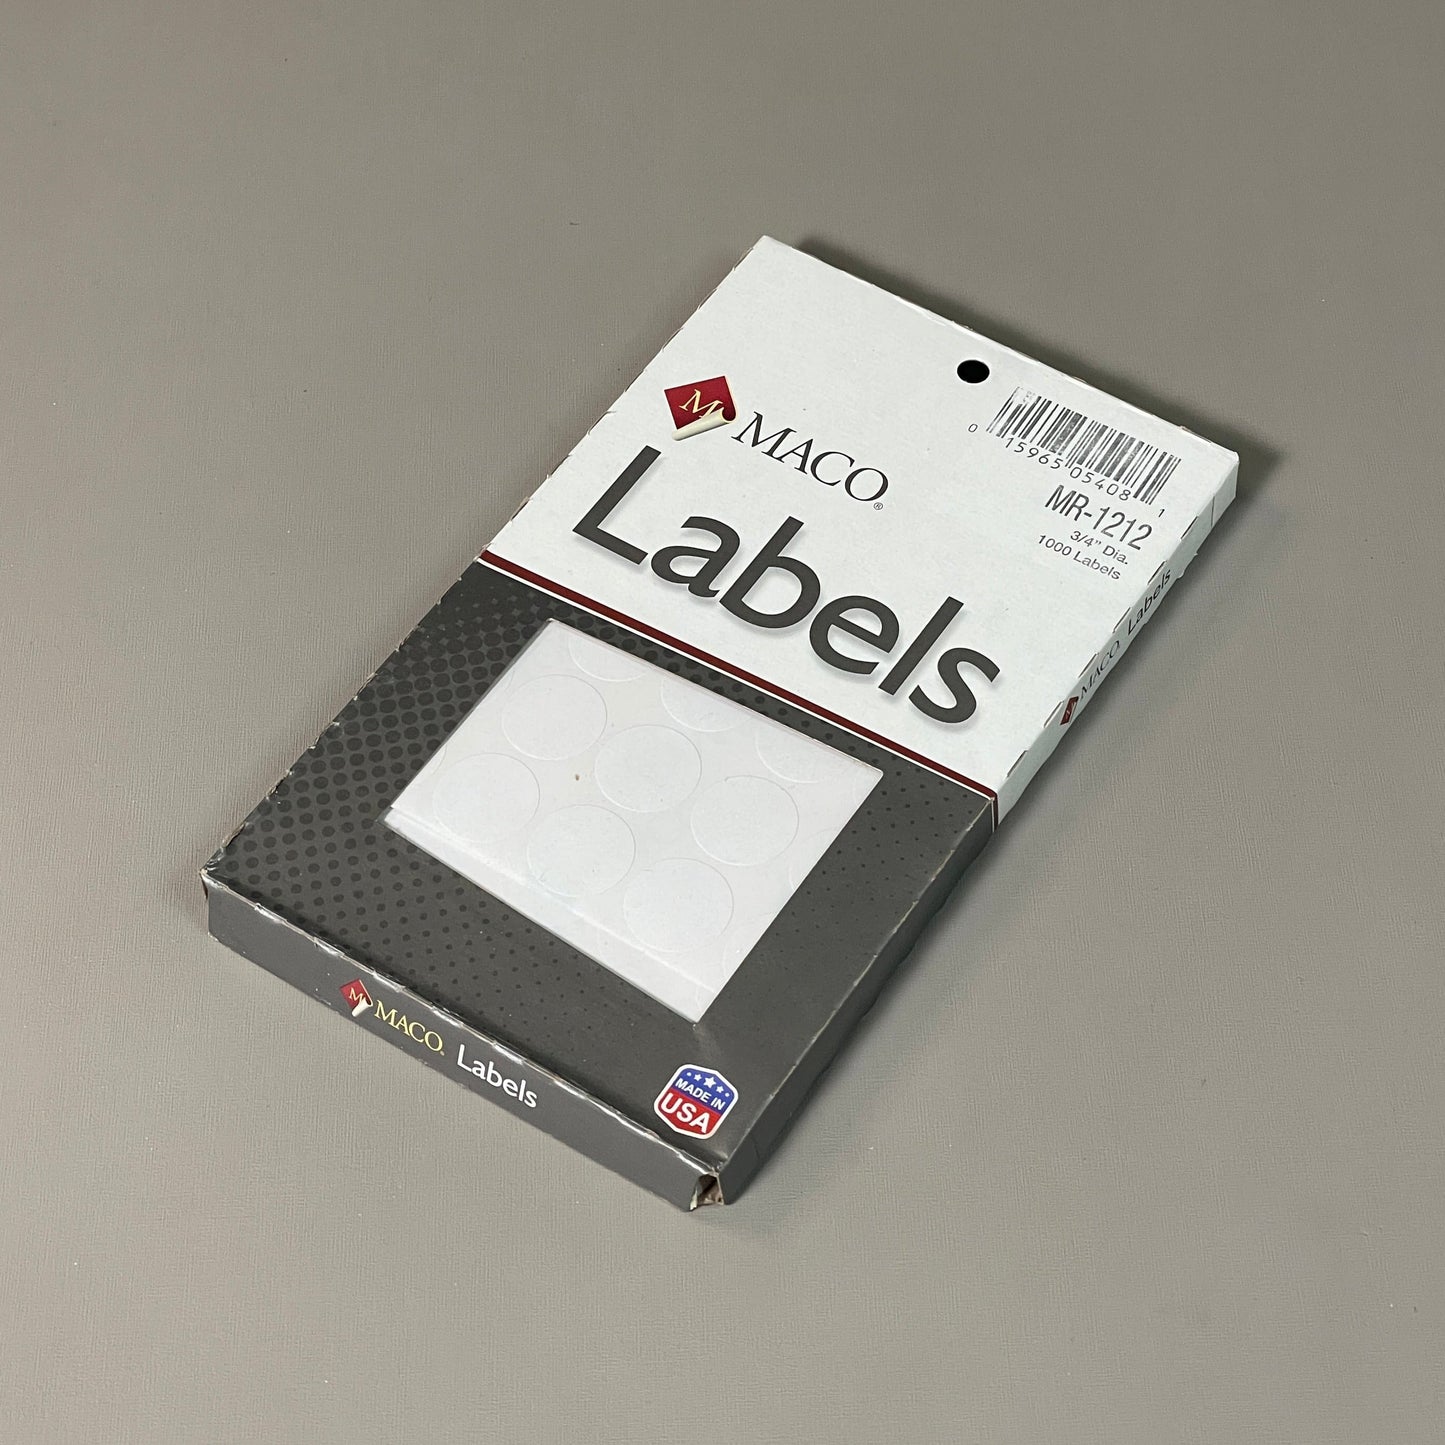 M
MACO®
Labels
0 15965 05408 1
MR-1212
3/4" Dia.
1000 Labels
MACO Labels
M MACO® Labels
MADE IN
USA